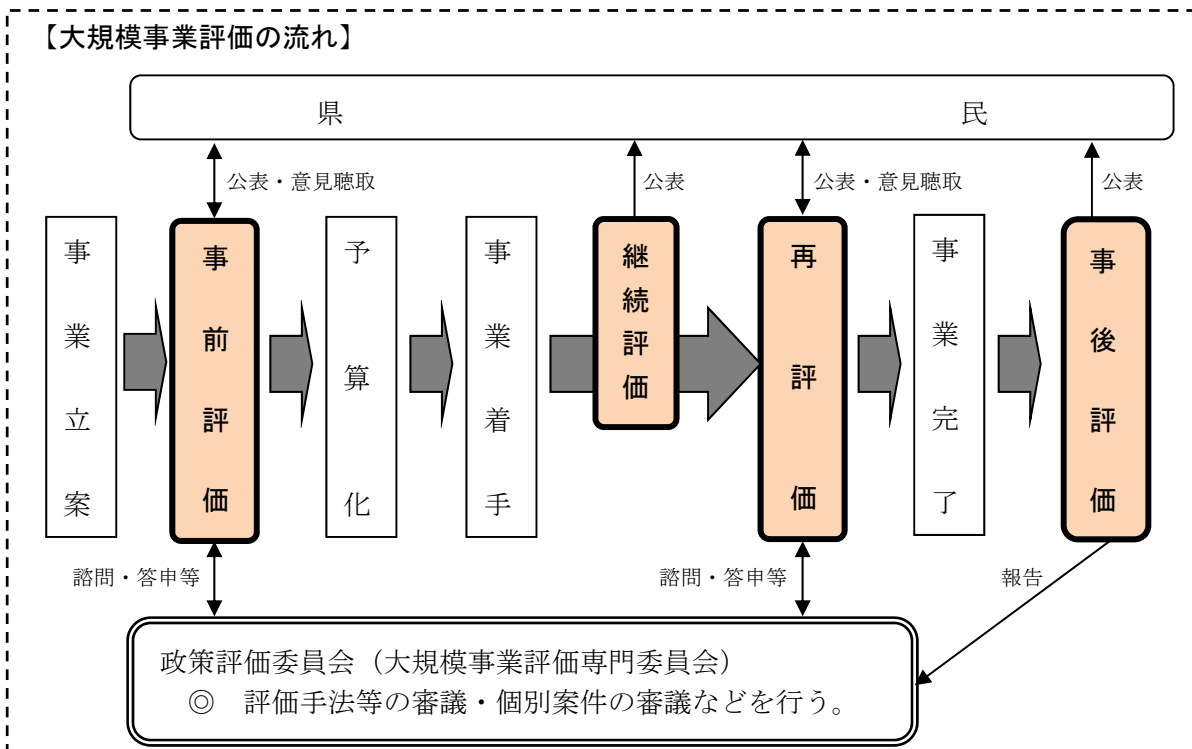 【大規模事業評価の流れ】
県 民
公表・意見聴取
公表
公表・意見聴取
公表
事業立案
事前評価
予算化
事業着手
継続評価
再評価
事業完了
事後評価
諮問・答申等
諮問・答申等
報告
政策評価委員会（大規模事業評価専門委員会）
◎ 評価手法等の審議・個別案件の審議などを行う。